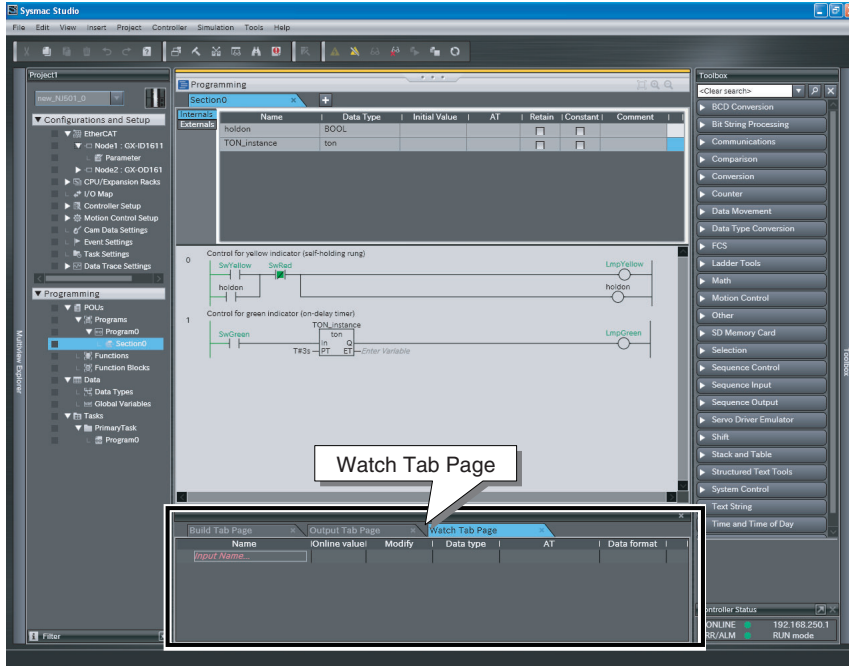 Sysmac Studio
File Edit View Insert Project Controller Simulation Tools Help
Project1
new_NJ501_0
Configurations and Setup
EtherCAT
Node1 : GX-ID1611
Parameter
Node2 : GX-OD161
CPU/Expansion Racks
I/O Map
Controller Setup
Motion Control Setup
Cam Data Settings
Event Settings
Task Settings
Data Trace Settings
Programming
POUs
Programs
Program0
Section0
Functions
Function Blocks
Data
Data Types
Global Variables
Tasks
PrimaryTask
Program0
Filter
Multiview Explorer
Programming
Section0
Internals
Externals
Name Data Type Initial Value AT Retain Constant Comment
holdon BOOL
TON_instance ton
0 Control for yellow indicator (self-holding rung)
SwYellow SwRed LmpYellow
holdon holdon
1 Control for green indicator (on-delay timer)
TON_instance
SwGreen ton LmpGreen
In Q
T#3s PT ET Enter Variable
Watch Tab Page
Build Tab Page Output Tab Page Watch Tab Page
Name Online value Modify Data type AT Data format
Input Name...
Toolbox
<Clear search>
BCD Conversion
Bit String Processing
Communications
Comparison
Conversion
Counter
Data Movement
Data Type Conversion
FCS
Ladder Tools
Math
Motion Control
Other
SD Memory Card
Selection
Sequence Control
Sequence Input
Sequence Output
Servo Driver Emulator
Shift
Stack and Table
Structured Text Tools
System Control
Text String
Time and Time of Day
Toolbox
ontroller Status
ONLINE 192.168.250.1
RR/ALM RUN mode